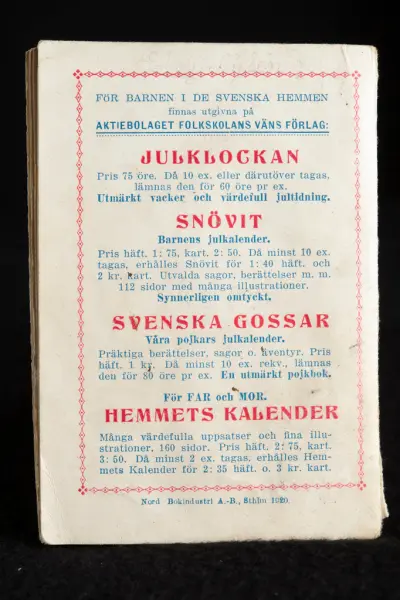 FÖR BARNEN I DE SVENSKA HEMMEN
finnas utgivna på
AKTIEBOLAGET FOLKSKOLANS VÄNS FÖRLAG:
JULKLOCKAN
Pris 75 öre. Då 10 ex. eller därutöver tagas,
lämnas den för 60 öre pr ex.
Utmärkt vacker och värdefull jultidning.
SNÖVIT
Barnens julkalender.
Pris häft. 1: 75, kart. 2: 50. Då minst 10 ex.
tagas, erhålles Snövit för 1: 40 häft. och
2 kr. kart. Utvalda sagor, berättelser m. m.
112 sidor med många illustrationer.
Synnerligen omtyckt.
SVENSKA GOSSAR
Våra pojkars julkalender.
Präktiga berättelser, sagor o. äventyr. Pris
häft. 1 kr. Då minst 10 ex. rekv., lämnas
den för 80 öre pr ex. En utmärkt pojkbok.
För FAR och MOR.
HEMMETS KALENDER
Många värdefulla uppsatser och fina illu-
strationer, 160 sidor. Pris häft. 2: 75, kart.
3: 50. Då minst 2 ex. tagas, erhålles Hem-
mets Kalender för 2: 35 häft. o. 3 kr. kart.
Nord Bokindustri A.-B., Sthlm 1920.